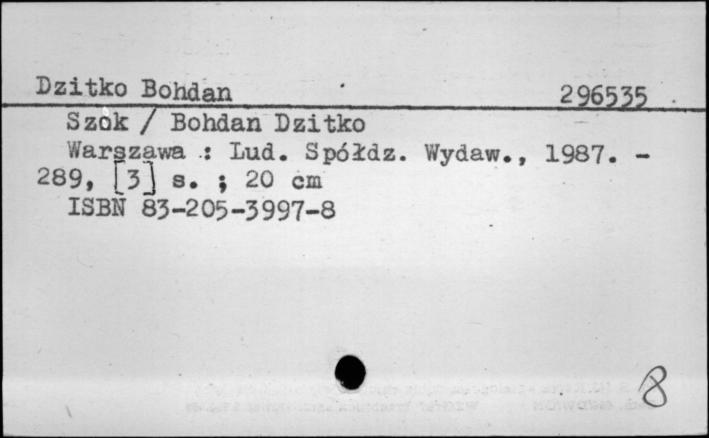 Dzitko Bohdan 296535
Szok / Bohdan Dzitko
Warszawa : Lud. Spółdz. Wydaw., 1987. -
289, [3] s. ; 20 cm
ISBN 83-205-3997-8
8